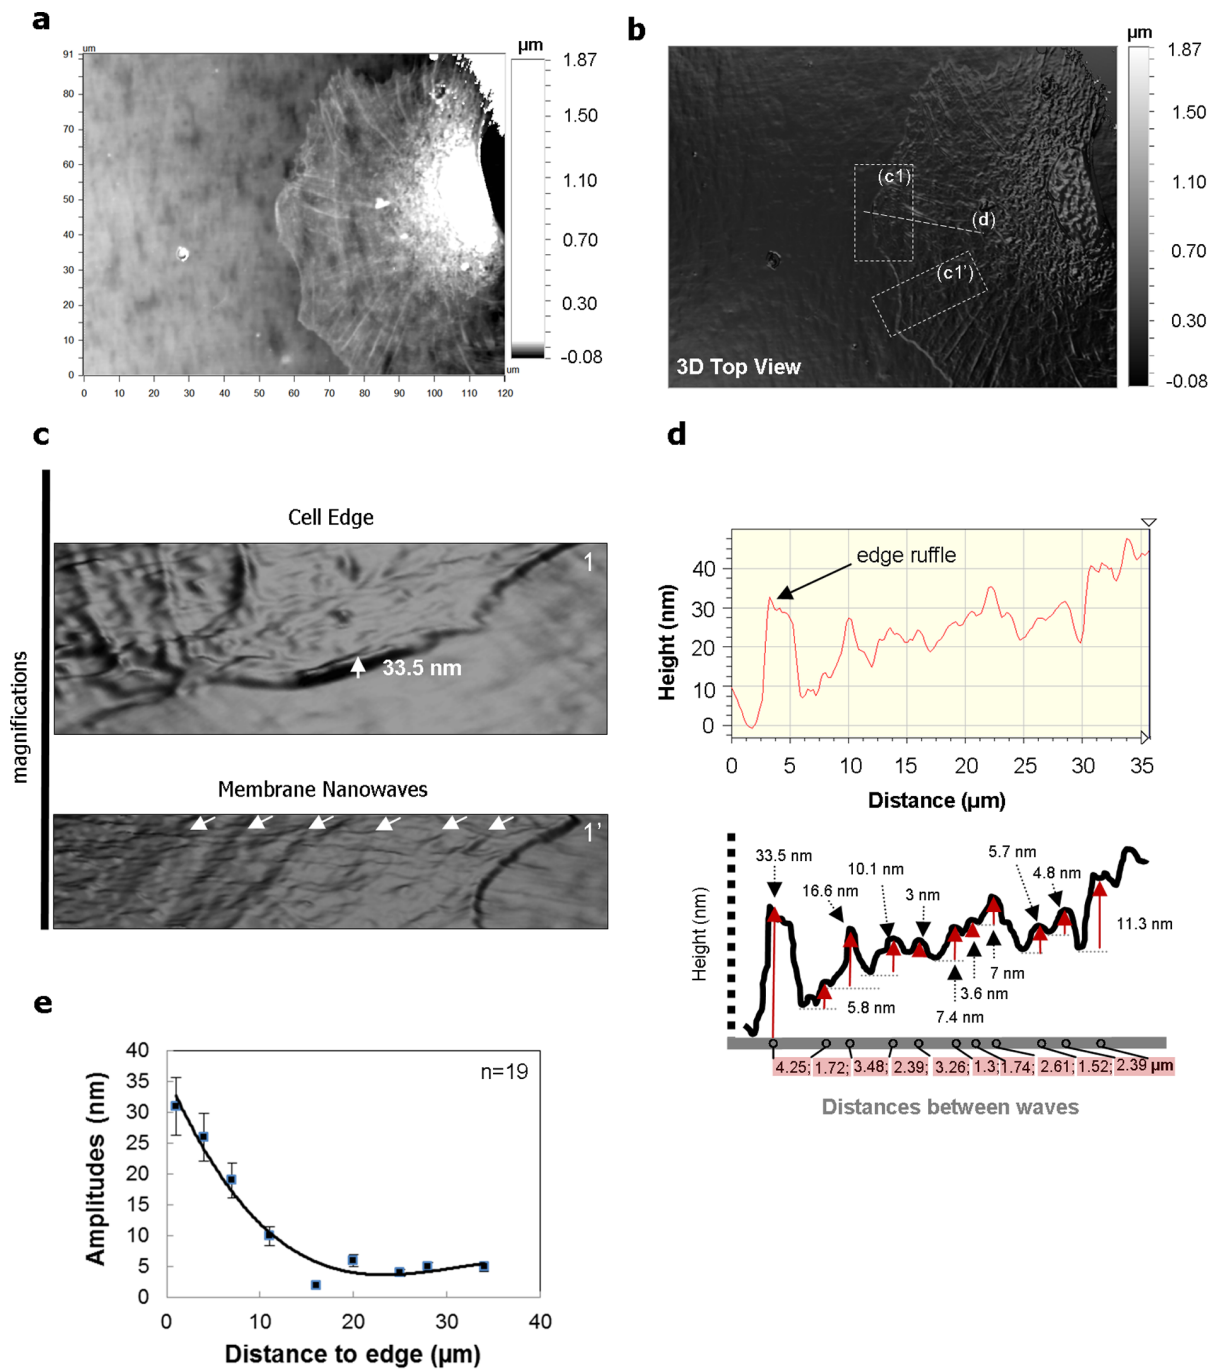 a
um
91
80
70
60
50
40
30
20
10
0
0 10 20 30 40 50 60 70 80 90 100 110 120
um
µm
1.87
1.50
1.10
0.70
0.30
-0.08
b
(c1)
(d)
(c1')
3D Top View
µm
1.87
1.50
1.10
0.70
0.30
-0.08
c
magnifications
Cell Edge
1
33.5 nm
Membrane Nanowaves
1'
d
edge ruffle
Height (nm)
40
30
20
10
0
0 5 10 15 20 25 30 35
Distance (µm)
Height (nm)
33.5 nm
16.6 nm
10.1 nm
3 nm
5.7 nm
4.8 nm
11.3 nm
7 nm
3.6 nm
7.4 nm
5.8 nm
4.25; 1.72; 3.48; 2.39; 3.26; 1.3; 1.74; 2.61; 1.52; 2.39 µm
Distances between waves
e
n=19
Amplitudes (nm)
40
35
30
25
20
15
10
5
0
0 10 20 30 40
Distance to edge (µm)